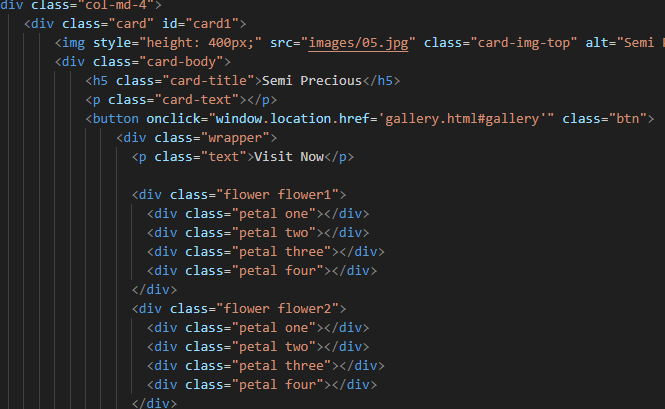 div class="col-md-4">
<div class="card" id="card1">
<img style="height: 400px;" src="images/05.jpg" class="card-img-top" alt="Semi
<div class="card-body">
<h5 class="card-title">Semi Precious</h5>
<p class="card-text"></p>
<button onclick="window.location.href='gallery.html#gallery'" class="btn">
<div class="wrapper">
<p class="text">Visit Now</p>
<div class="flower flower1">
<div class="petal one"></div>
<div class="petal two"></div>
<div class="petal three"></div>
<div class="petal four"></div>
</div>
<div class="flower flower2">
<div class="petal one"></div>
<div class="petal two"></div>
<div class="petal three"></div>
<div class="petal four"></div>
</div>